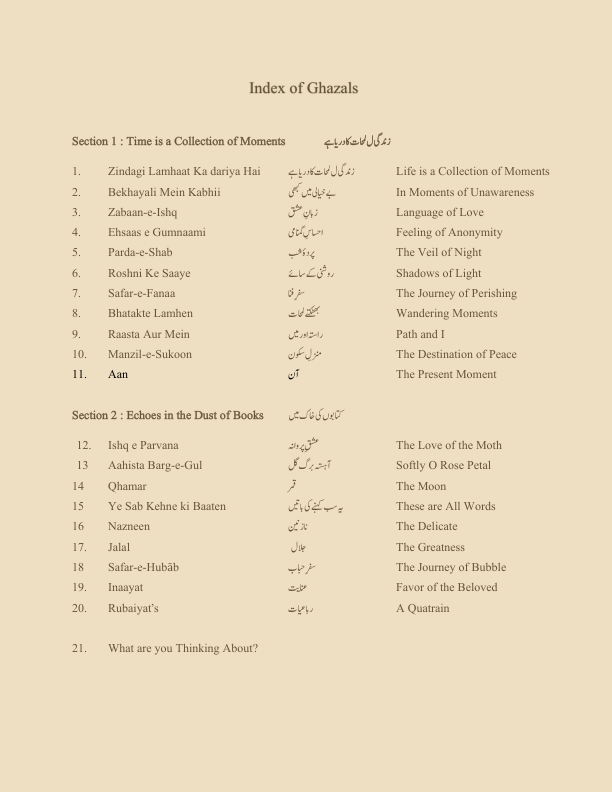 Index of Ghazals
Section 1 : Time is a Collection of Moments زندگی ل لمحات کا دریا ہے
1. Zindagi Lamhaat Ka dariya Hai زندگی ل لمحات کا دریا ہے Life is a Collection of Moments
2. Bekhayali Mein Kabhii بے خیالی میں کبھی In Moments of Unawareness
3. Zabaan-e-Ishq زبانِ عشق Language of Love
4. Ehsaas e Gumnaami احساسِ گمنامی Feeling of Anonymity
5. Parda-e-Shab پردۂ شب The Veil of Night
6. Roshni Ke Saaye روشنی کے سائے Shadows of Light
7. Safar-e-Fanaa سفرِ فنا The Journey of Perishing
8. Bhatakte Lamhen بھٹکتے لمحات Wandering Moments
9. Raasta Aur Mein راستہ اور میں Path and I
10. Manzil-e-Sukoon منزلِ سکون The Destination of Peace
11. Aan آن The Present Moment
Section 2 : Echoes in the Dust of Books کتابوں کی خاک میں
12. Ishq e Parvana عشقِ پروانہ The Love of the Moth
13 Aahista Barg-e-Gul آہستہ برگ گل Softly O Rose Petal
14 Qhamar قمر The Moon
15 Ye Sab Kehne ki Baaten یہ سب کہنے کی باتیں These are All Words
16 Nazneen نازنین The Delicate
17. Jalal جلال The Greatness
18 Safar-e-Hubāb سفرِ حباب The Journey of Bubble
19. Inaayat عنایت Favor of the Beloved
20. Rubaiyat's رباعیات A Quatrain
21. What are you Thinking About?